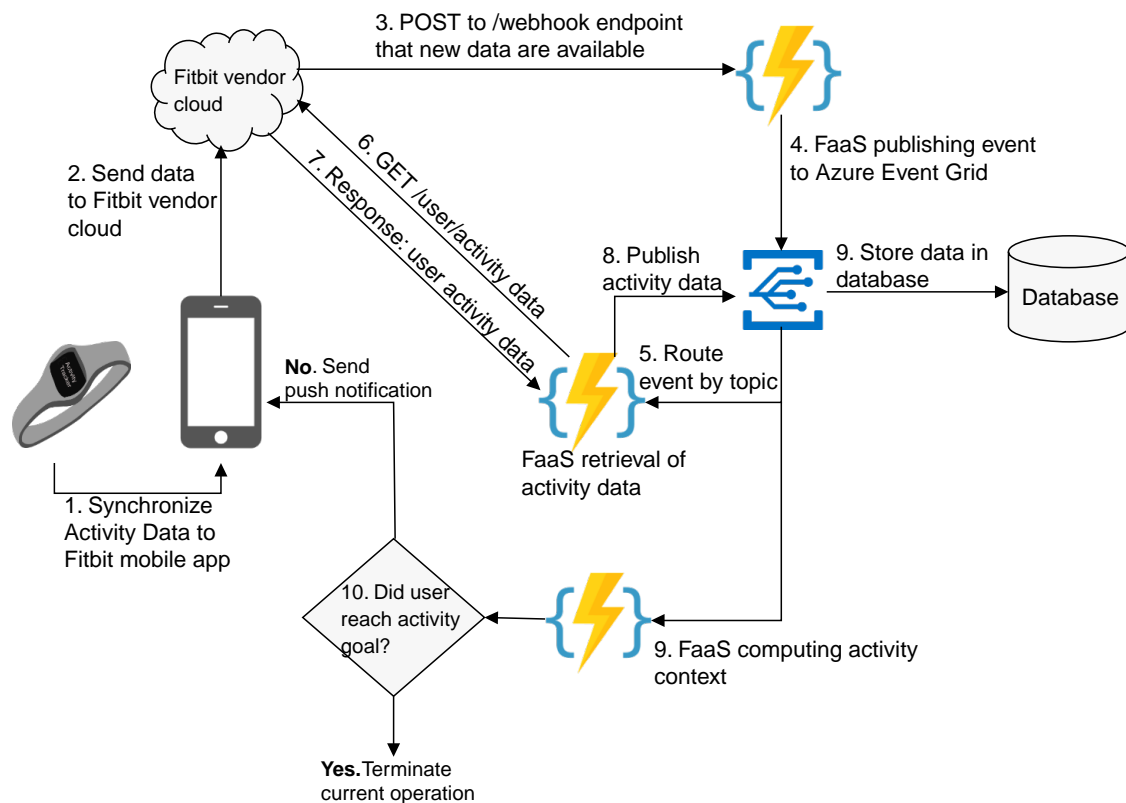 3. POST to /webhook endpoint
that new data are available
Fitbit vendor
cloud
2. Send data
to Fitbit vendor
cloud
6. GET /user/activity data
7. Response: user activity data
4. FaaS publishing event
to Azure Event Grid
8. Publish
activity data
9. Store data in
database
Database
Activity
Tracker
No. Send
push notification
5. Route
event by topic
FaaS retrieval of
activity data
1. Synchronize
Activity Data to
Fitbit mobile app
10. Did user
reach activity
goal?
9. FaaS computing activity
context
Yes.Terminate
current operation